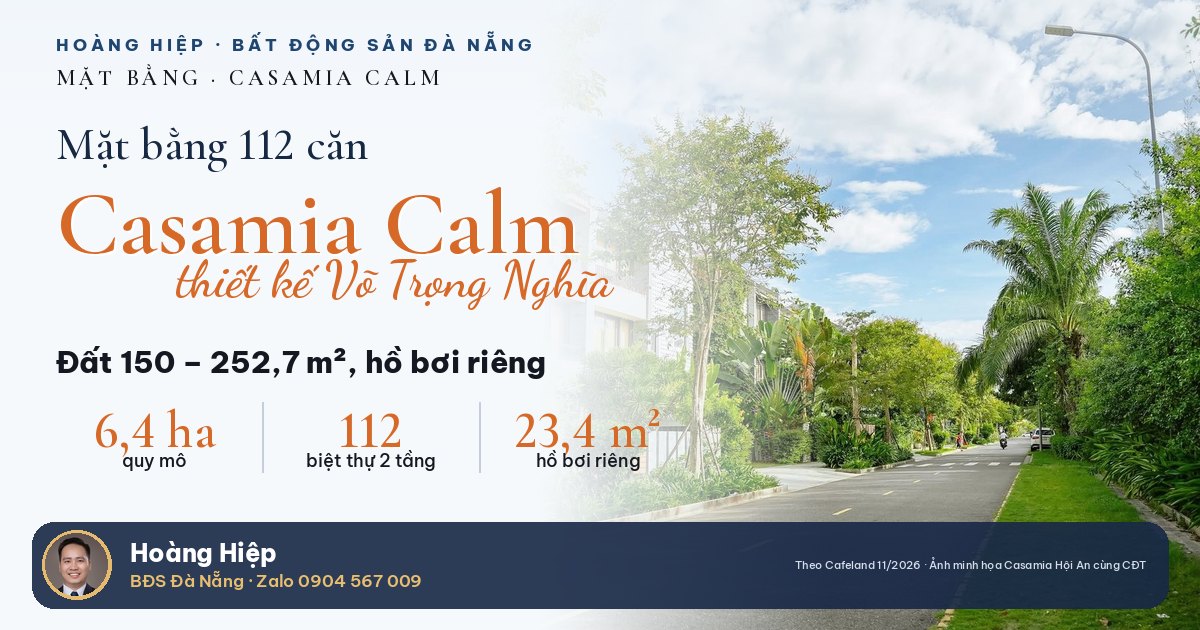 HOÀNG HIỆP · BẤT ĐỘNG SẢN ĐÀ NẴNG
MẶT BẰNG · CASAMIA CALM
Mặt bằng 112 căn
Casamia Calm
thiết kế Võ Trọng Nghĩa
Đất 150 – 252,7 m², hồ bơi riêng
6,4 ha
quy mô
112
biệt thự 2 tầng
23,4 m²
hồ bơi riêng
Hoàng Hiệp
BĐS Đà Nẵng · Zalo 0904 567 009
Theo Cafeland 11/2026 · Ảnh minh họa Casamia Hội An cùng CĐT